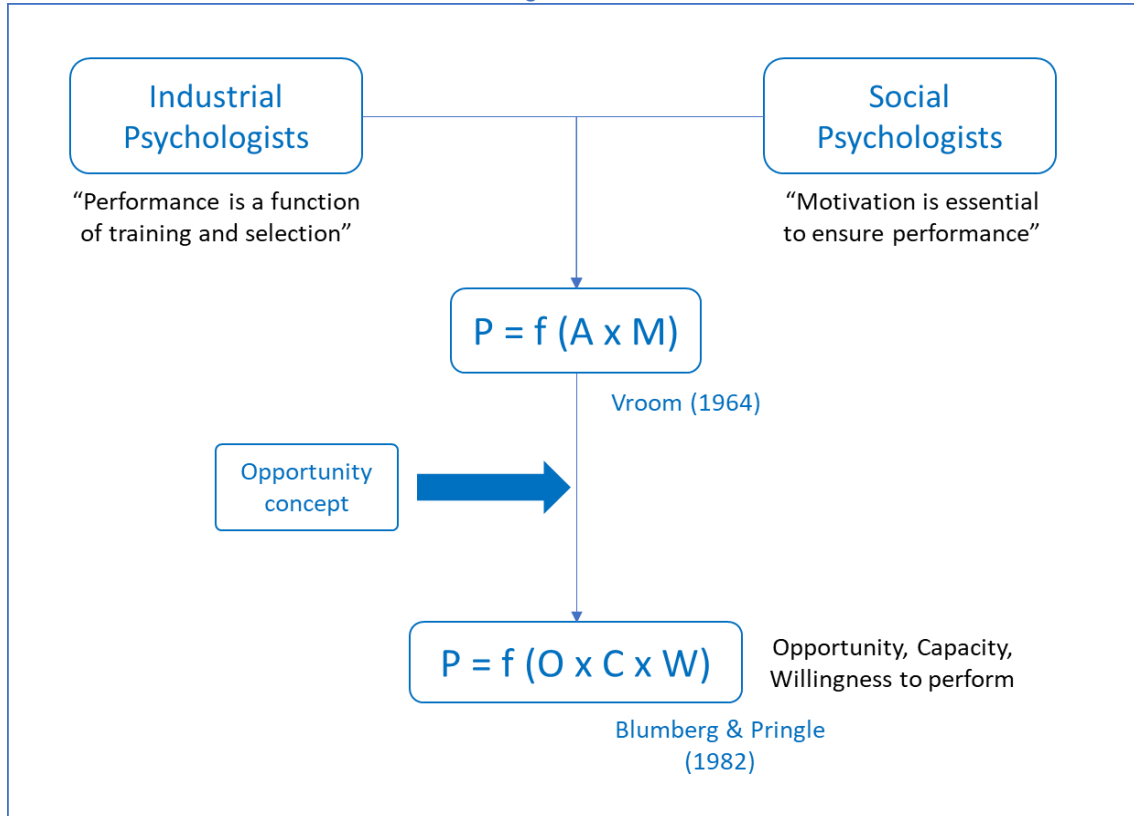 Industrial
Psychologists
Social
Psychologists
“Performance is a function
of training and selection”
“Motivation is essential
to ensure performance”
P = f (A x M)
Vroom (1964)
Opportunity
concept
P = f (O x C x W)
Opportunity, Capacity,
Willingness to perform
Blumberg & Pringle
(1982)